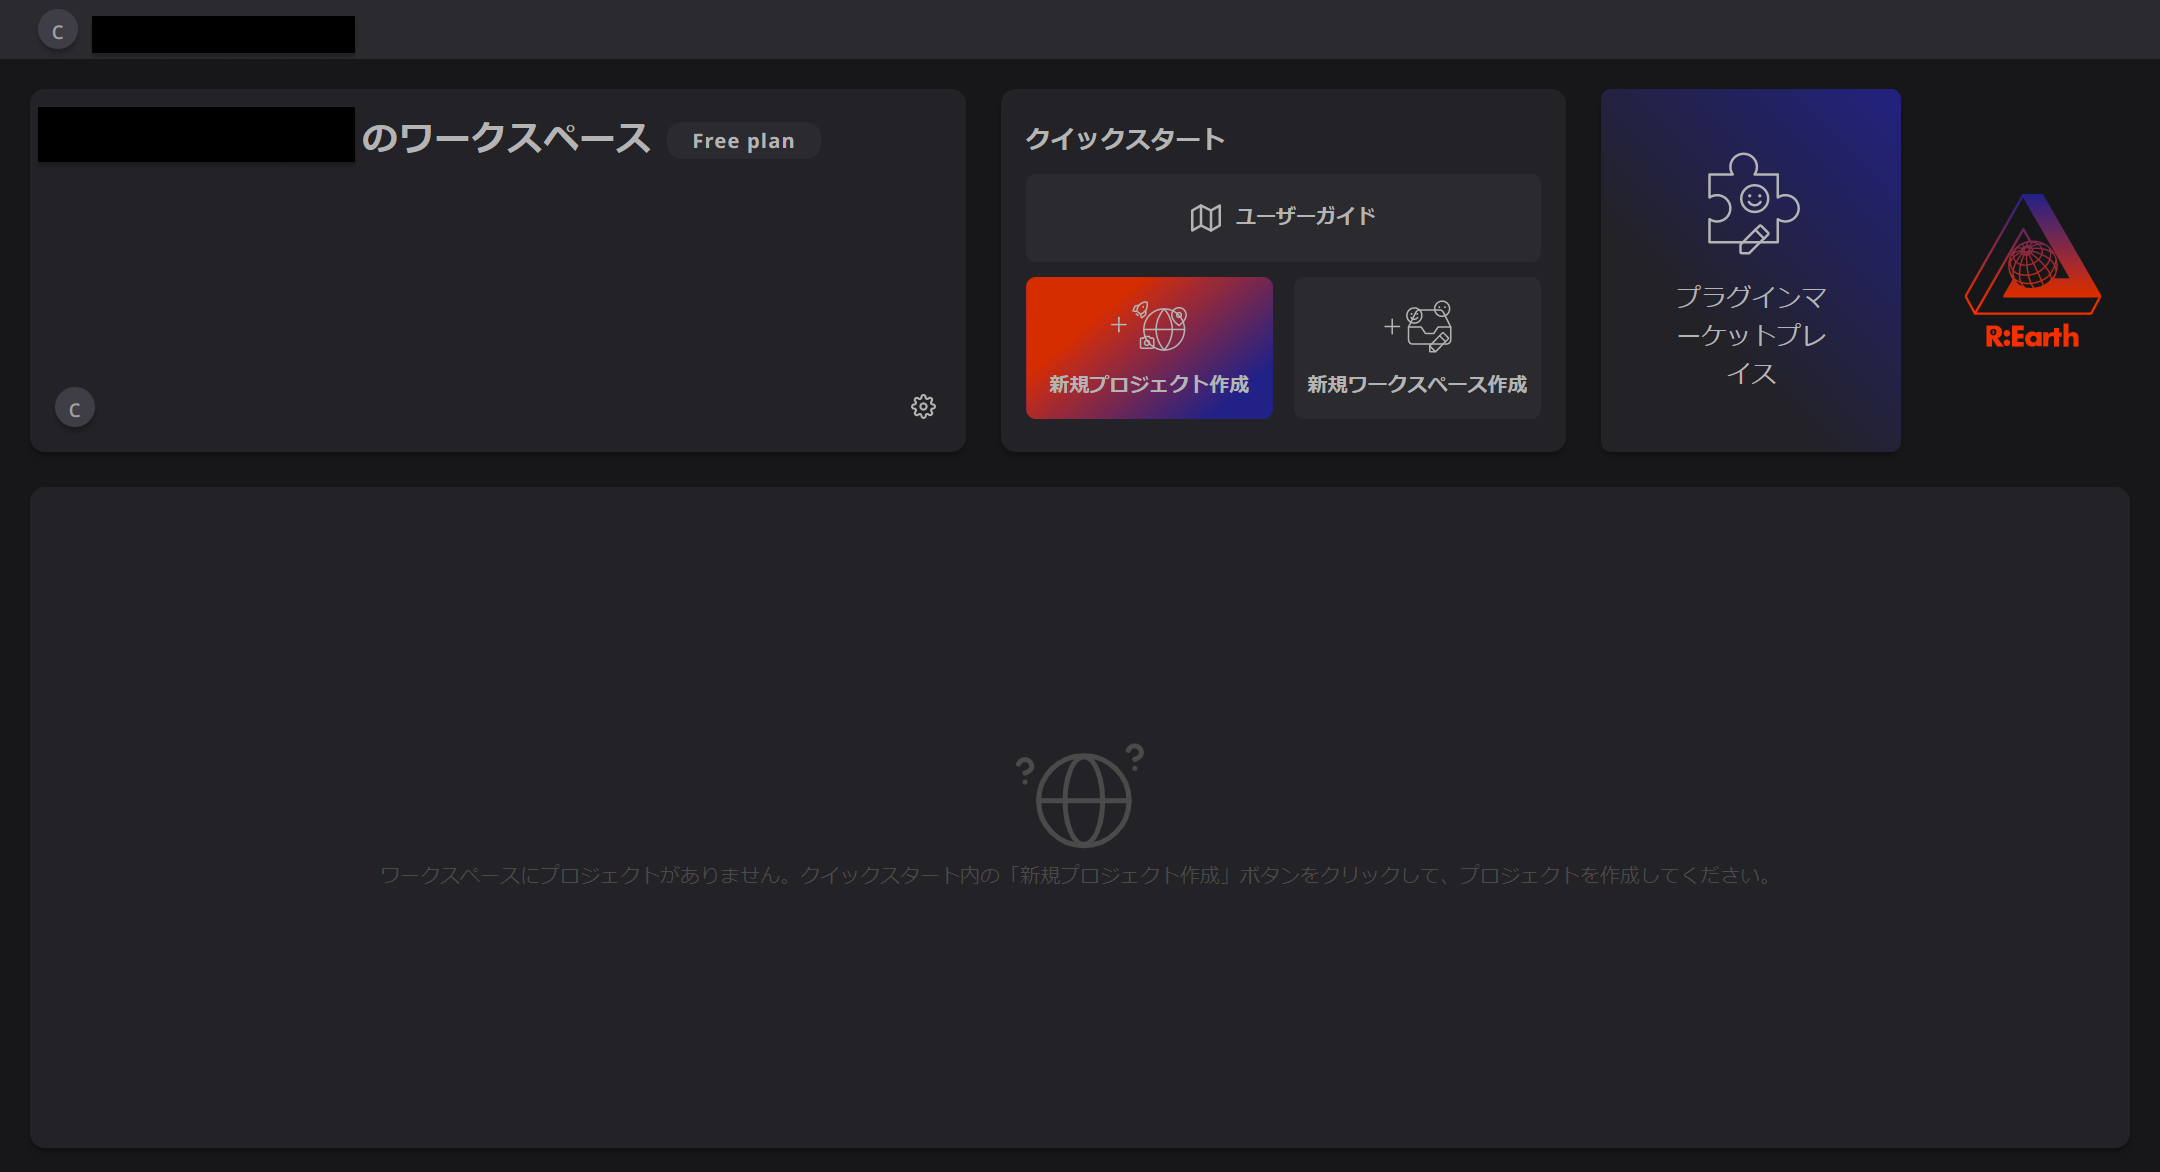 C
のワークスペース Free plan
C
クイックスタート
ユーザーガイド
新規プロジェクト作成
新規ワークスペース作成
プラグインマ
ーケットプレ
イス
R:Earth
ワークスペースにプロジェクトがありません。クイックスタート内の「新規プロジェクト作成」ボタンをクリックして、プロジェクトを作成してください。